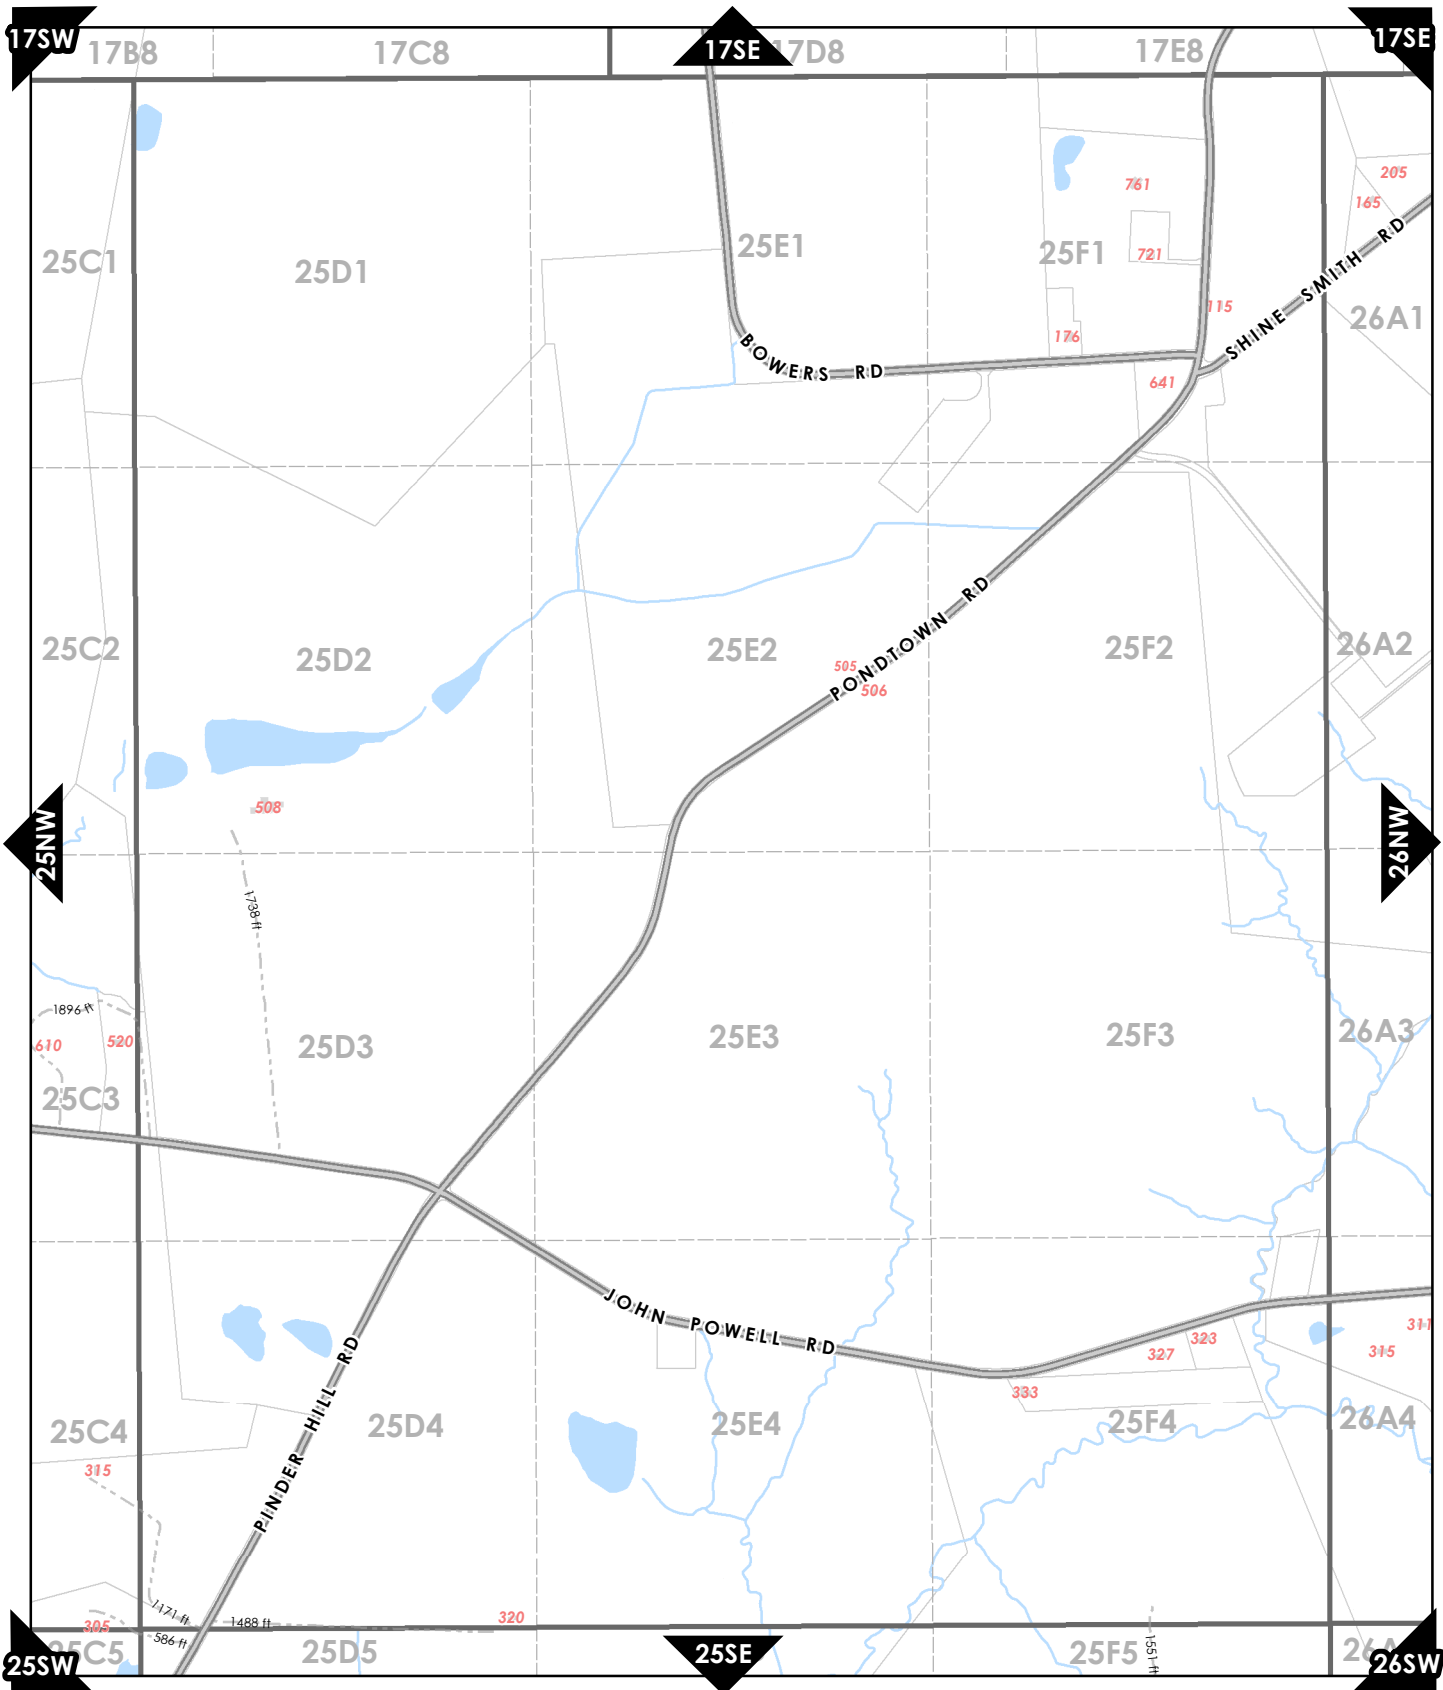 17SW
17B8
17C8
17SE
17D8
17E8
17SE
205
761
165
25C1
25D1
25E1
25F1
721
SHINE SMITH RD
115
26A1
176
BOWERS RD
641
25C2
25D2
25E2
PONDTOWN RD
25F2
26A2
505
506
508
25NW
26NW
1738 ft
1896 ft
610
520
25D3
25E3
25F3
26A3
25C3
JOHN POWELL RD
311
323
315
327
333
PINDER HILL RD
25C4
25D4
25E4
25F4
26A4
315
1171 ft
1488 ft
320
305
586 ft
25D5
25SE
25F5
1551 ft
25SW
26SW